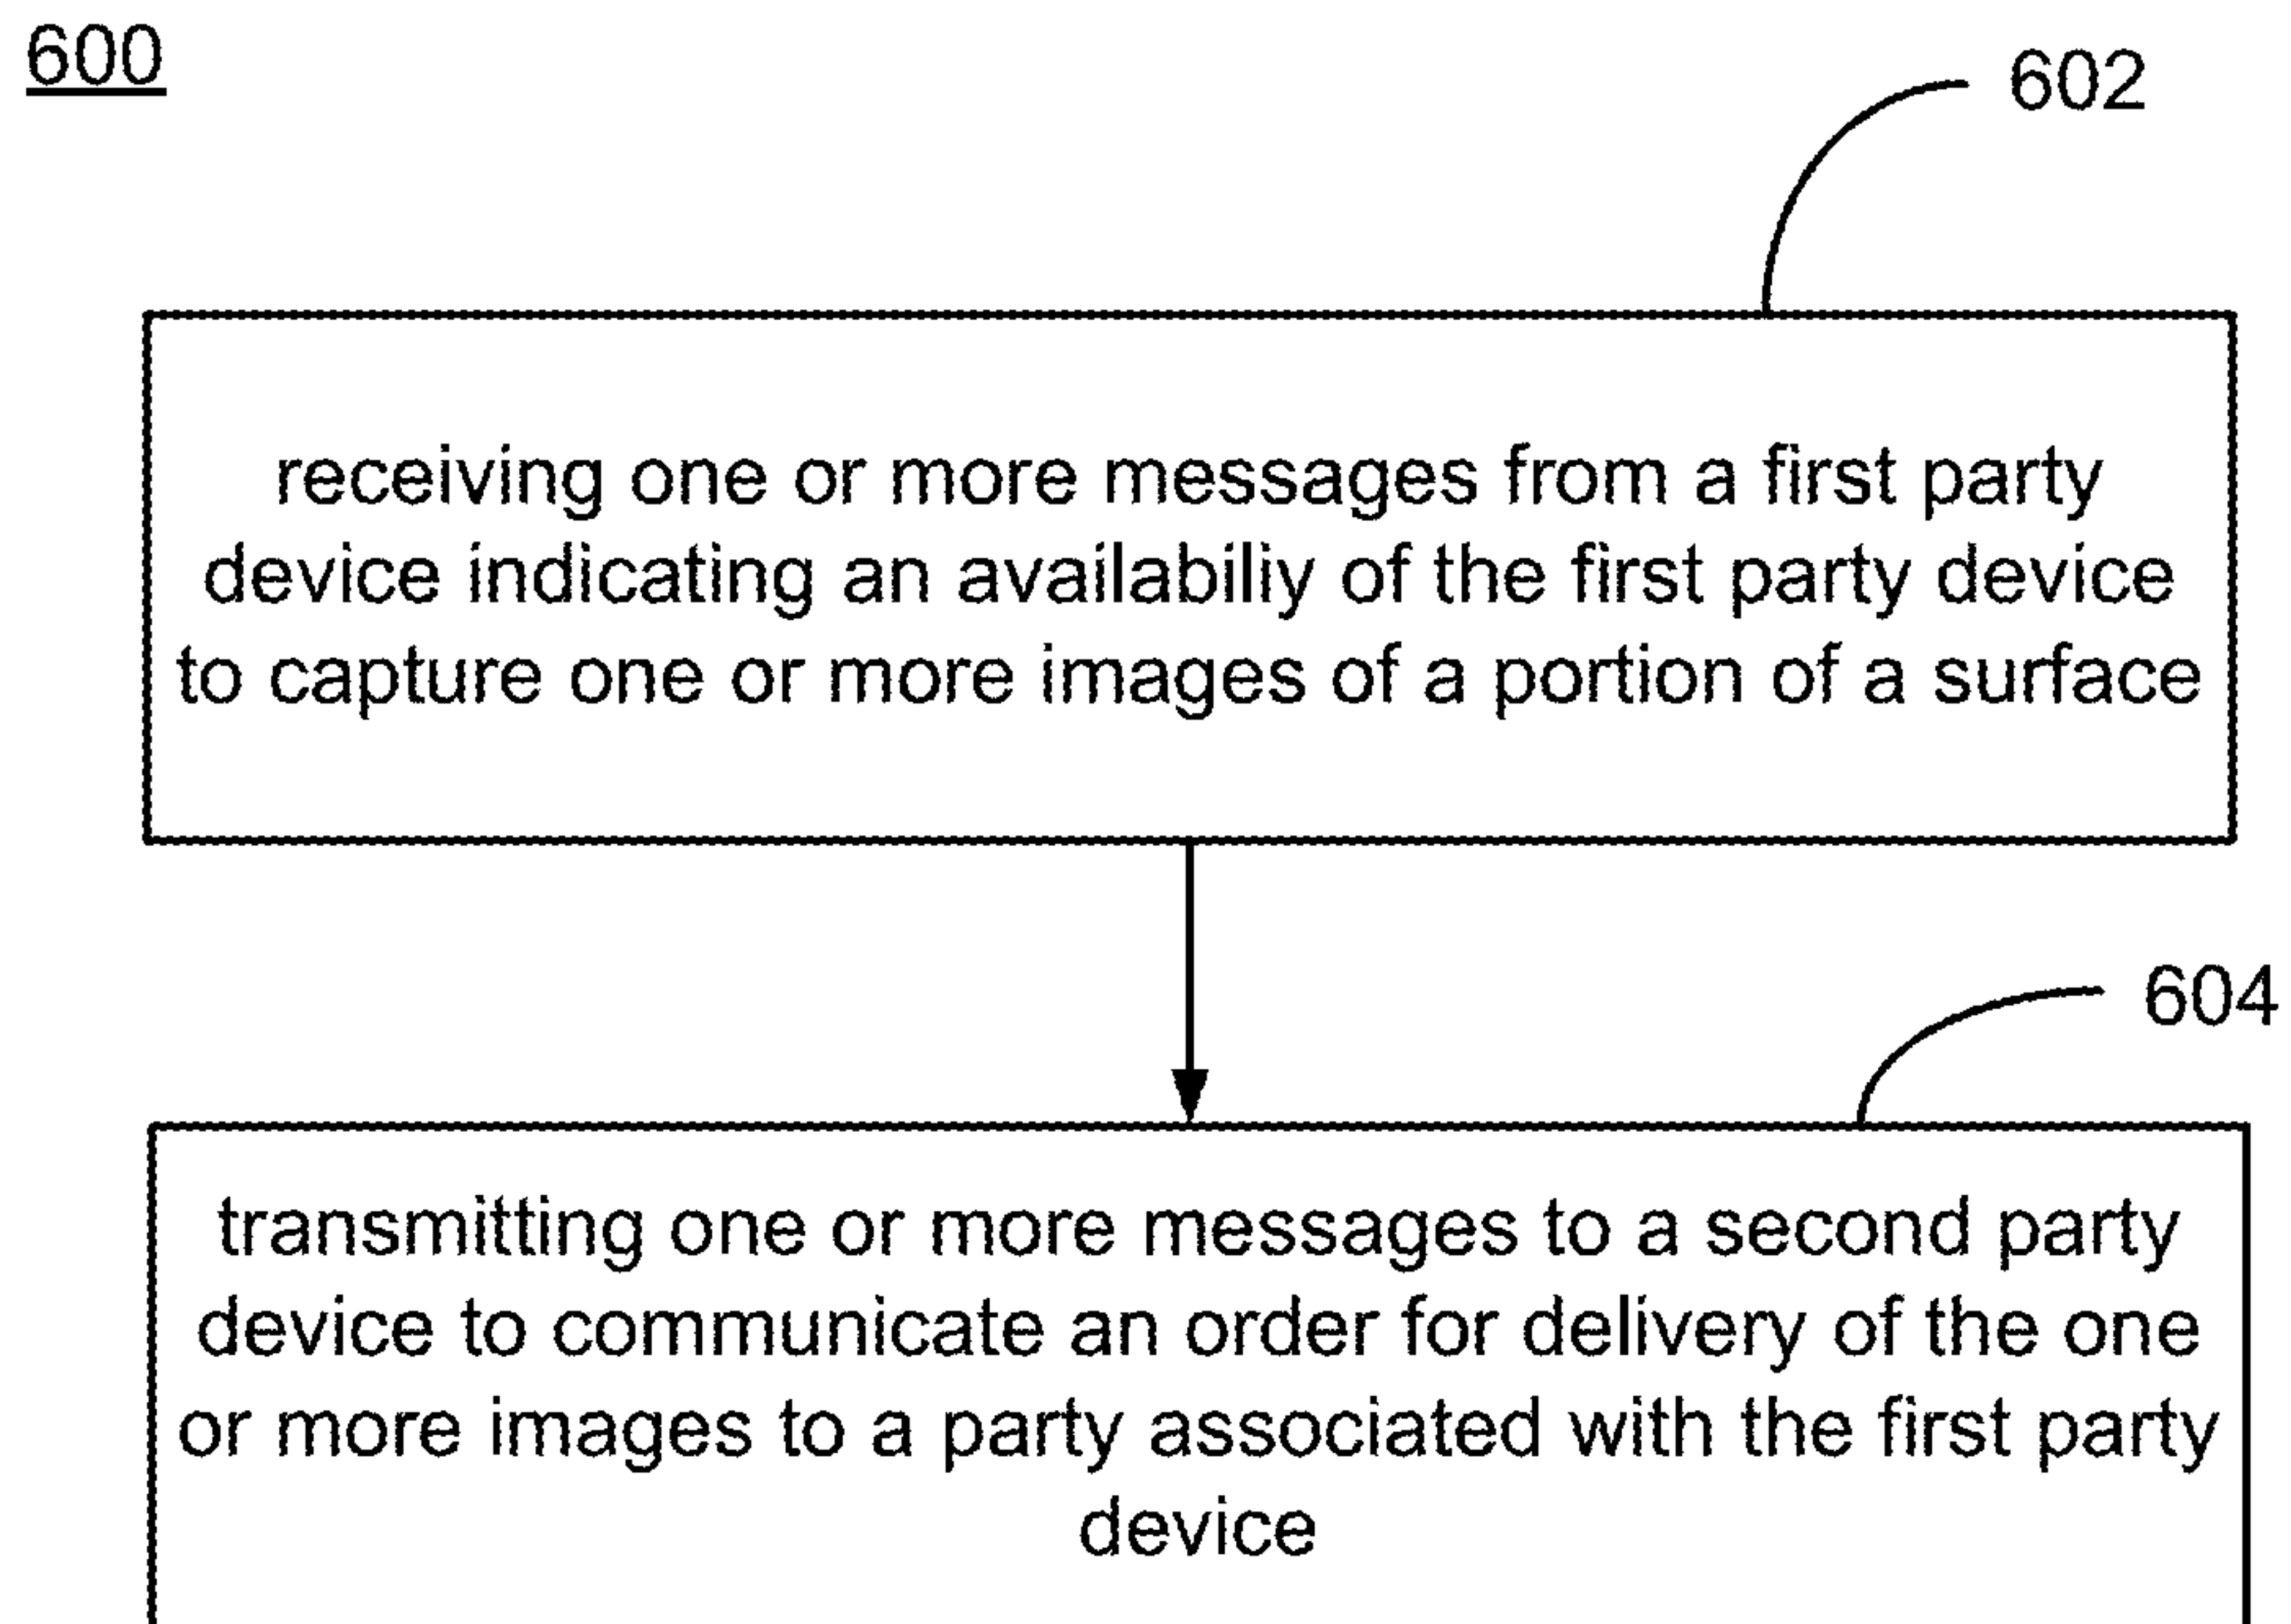 600
602
receiving one or more messages from a first party
device indicating an availabiliy of the first party device
to capture one or more images of a portion of a surface
604
transmitting one or more messages to a second party
device to communicate an order for delivery of the one
or more images to a party associated with the first party
device